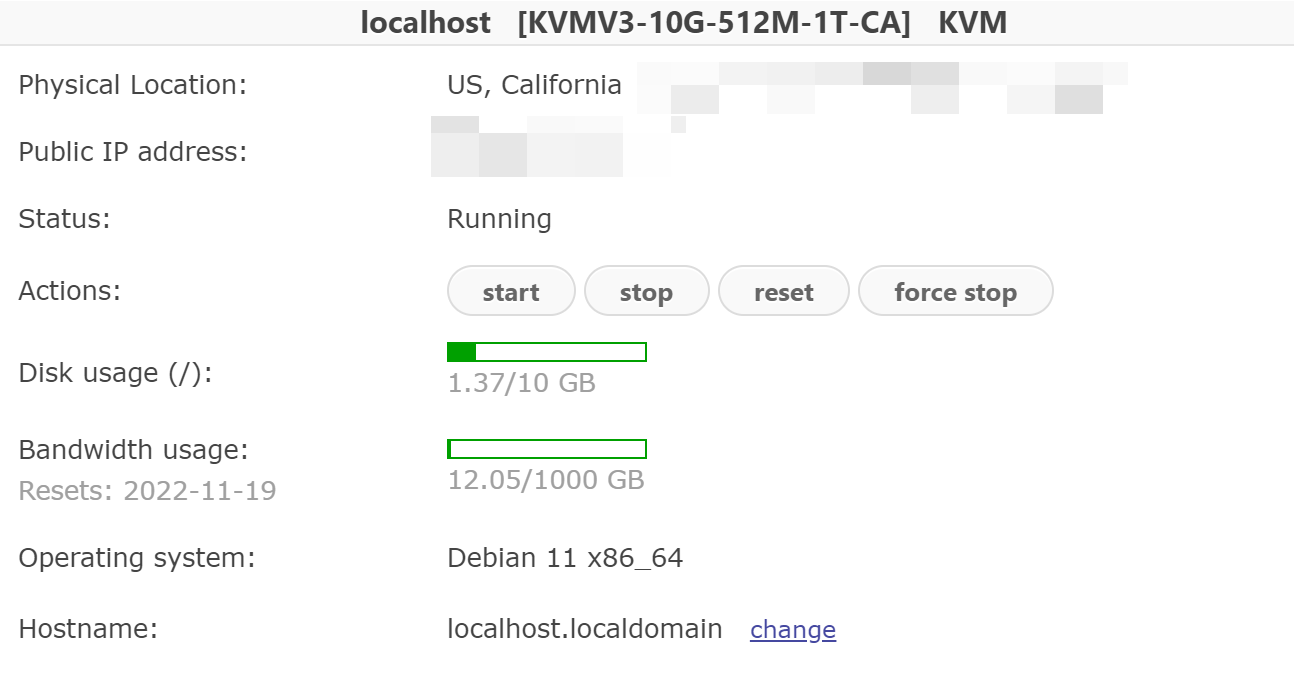 localhost [KVMV3-10G-512M-1T-CA] KVM
Physical Location: US, California
Public IP address:
Status: Running
Actions: start stop reset force stop
Disk usage (/): 1.37/10 GB
Bandwidth usage: 12.05/1000 GB
Resets: 2022-11-19
Operating system: Debian 11 x86_64
Hostname: localhost.localdomain change